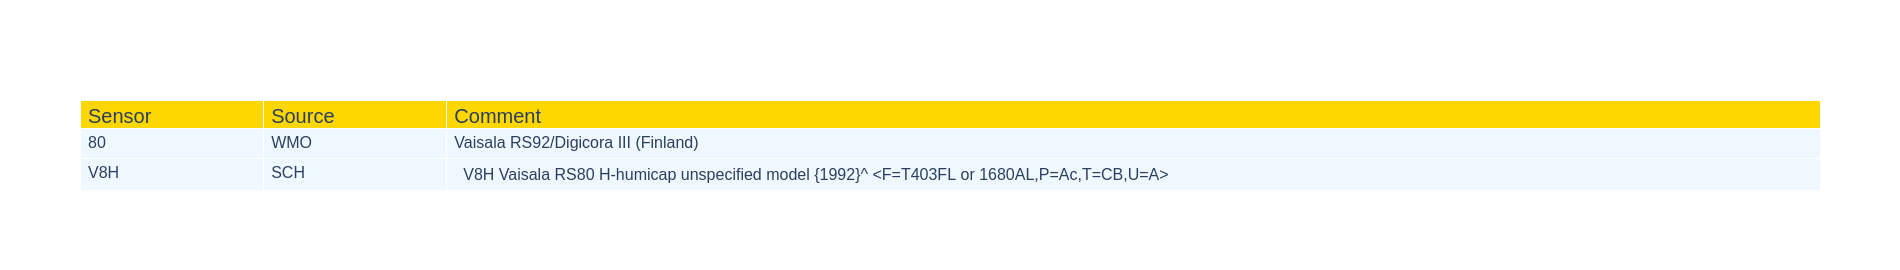 Sensor Source Comment
80 WMO Vaisala RS92/Digicora III (Finland)
V8H SCH V8H Vaisala RS80 H-humicap unspecified model {1992}^ <F=T403FL or 1680AL,P=Ac,T=CB,U=A>